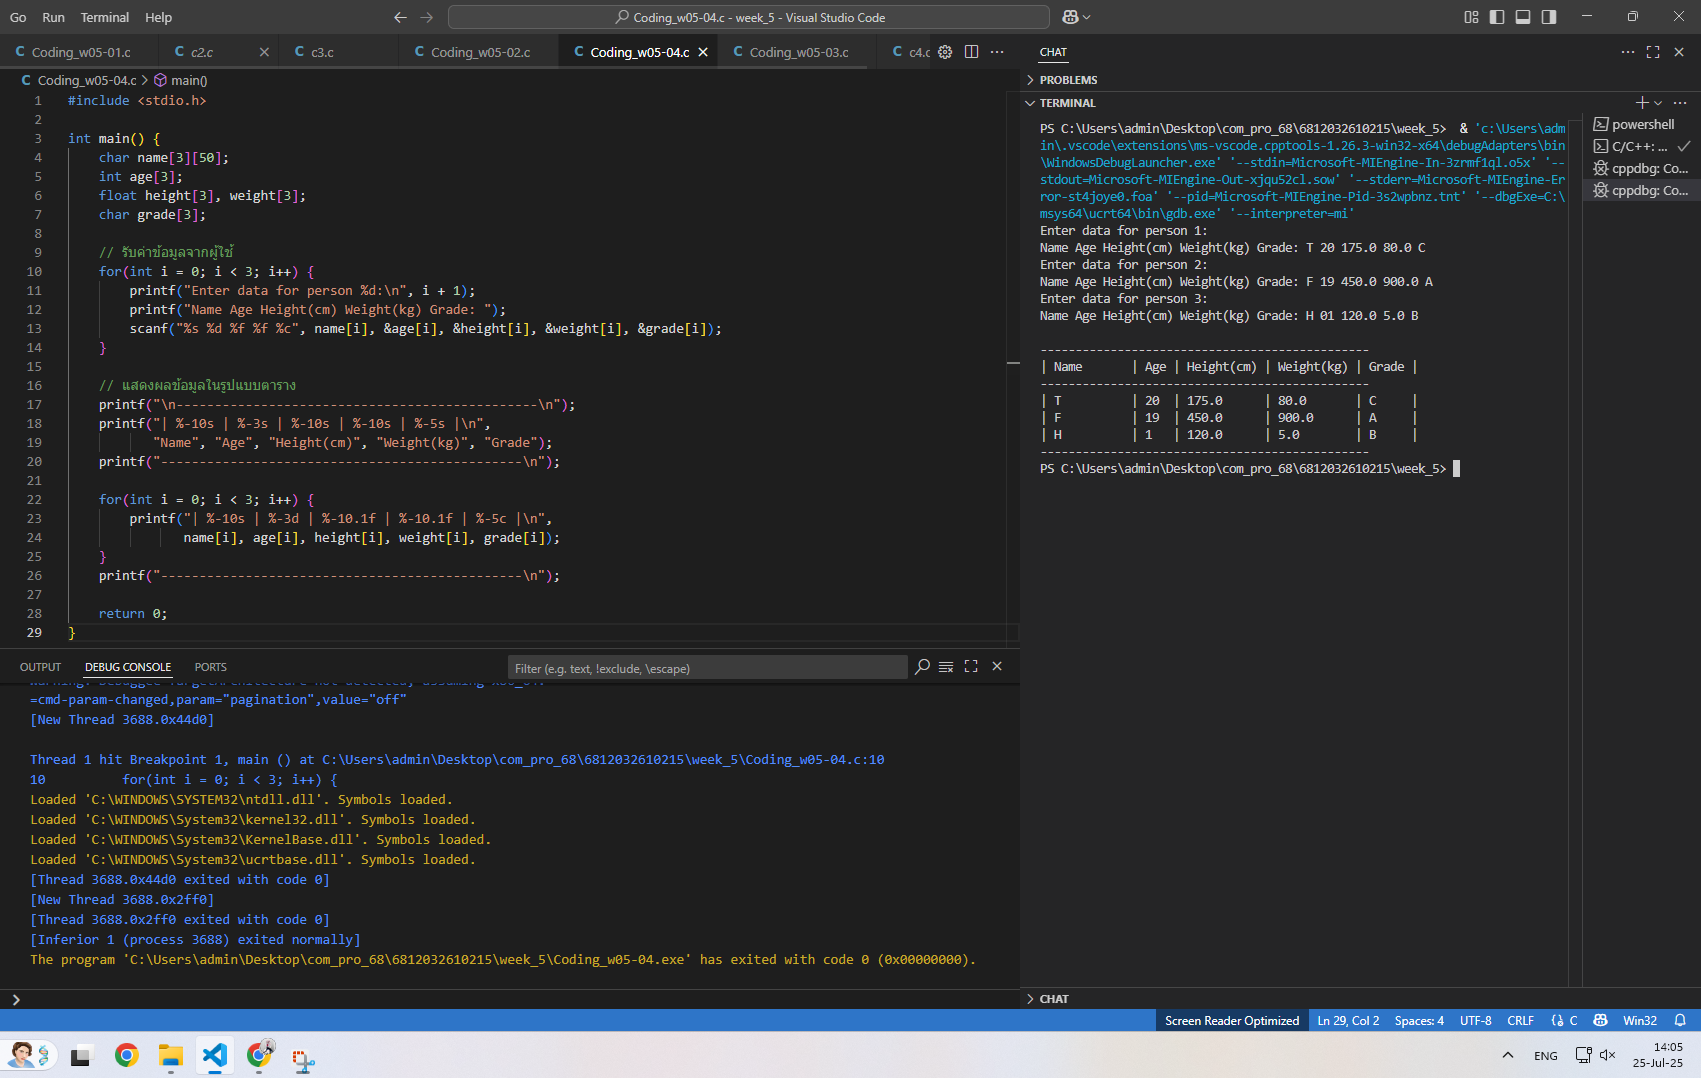 Go Run Terminal Help
Coding_w05-04.c - week_5 - Visual Studio Code
C Coding_w05-01.c
C c2.c
C c3.c
C Coding_w05-02.c
C Coding_w05-04.c
C Coding_w05-03.c
C c4.c
C Coding_w05-04.c > main()
1 #include <stdio.h>
2
3 int main() {
4 char name[3][50];
5 int age[3];
6 float height[3], weight[3];
7 char grade[3];
8
9 // รับค่าข้อมูลจากผู้ใช้
10 for(int i = 0; i < 3; i++) {
11 printf("Enter data for person %d:\n", i + 1);
12 printf("Name Age Height(cm) Weight(kg) Grade: ");
13 scanf("%s %d %f %f %c", name[i], &age[i], &height[i], &weight[i], &grade[i]);
14 }
15
16 // แสดงผลข้อมูลในรูปแบบตาราง
17 printf("\n-----------------------------------------------\n");
18 printf("| %-10s | %-3s | %-10s | %-10s | %-5s |\n",
19 "Name", "Age", "Height(cm)", "Weight(kg)", "Grade");
20 printf("-----------------------------------------------\n");
21
22 for(int i = 0; i < 3; i++) {
23 printf("| %-10s | %-3d | %-10.1f | %-10.1f | %-5c |\n",
24 name[i], age[i], height[i], weight[i], grade[i]);
25 }
26 printf("-----------------------------------------------\n");
27
28 return 0;
29 }
OUTPUT DEBUG CONSOLE PORTS
Filter (e.g. text, !exclude, \escape)
=cmd-param-changed,param="pagination",value="off"
[New Thread 3688.0x44d0]
Thread 1 hit Breakpoint 1, main () at C:\Users\admin\Desktop\com_pro_68\6812032610215\week_5\Coding_w05-04.c:10
10 for(int i = 0; i < 3; i++) {
Loaded 'C:\WINDOWS\SYSTEM32\ntdll.dll'. Symbols loaded.
Loaded 'C:\WINDOWS\System32\kernel32.dll'. Symbols loaded.
Loaded 'C:\WINDOWS\System32\KernelBase.dll'. Symbols loaded.
Loaded 'C:\WINDOWS\System32\ucrtbase.dll'. Symbols loaded.
[Thread 3688.0x44d0 exited with code 0]
[New Thread 3688.0x2ff0]
[Thread 3688.0x2ff0 exited with code 0]
[Inferior 1 (process 3688) exited normally]
The program 'C:\Users\admin\Desktop\com_pro_68\6812032610215\week_5\Coding_w05-04.exe' has exited with code 0 (0x00000000).
CHAT
PROBLEMS
TERMINAL
PS C:\Users\admin\Desktop\com_pro_68\6812032610215\week_5> & 'c:\Users\adm
in\.vscode\extensions\ms-vscode.cpptools-1.26.3-win32-x64\debugAdapters\bin
\WindowsDebugLauncher.exe' '--stdin=Microsoft-MIEngine-In-3zrmf1ql.o5x' '--
stdout=Microsoft-MIEngine-Out-xjqu52cl.sow' '--stderr=Microsoft-MIEngine-Er
ror-st4joye0.foa' '--pid=Microsoft-MIEngine-Pid-3s2wpbnz.tnt' '--dbgExe=C:\
msys64\ucrt64\bin\gdb.exe' '--interpreter=mi'
Enter data for person 1:
Name Age Height(cm) Weight(kg) Grade: T 20 175.0 80.0 C
Enter data for person 2:
Name Age Height(cm) Weight(kg) Grade: F 19 450.0 900.0 A
Enter data for person 3:
Name Age Height(cm) Weight(kg) Grade: H 01 120.0 5.0 B
-----------------------------------------------
| Name | Age | Height(cm) | Weight(kg) | Grade |
-----------------------------------------------
| T | 20 | 175.0 | 80.0 | C |
| F | 19 | 450.0 | 900.0 | A |
| H | 1 | 120.0 | 5.0 | B |
-----------------------------------------------
PS C:\Users\admin\Desktop\com_pro_68\6812032610215\week_5>
powershell
C/C++: ...
cppdbg: Co...
cppdbg: Co...
CHAT
Screen Reader Optimized Ln 29, Col 2 Spaces: 4 UTF-8 CRLF C Win32
ENG
14:05
25-Jul-25